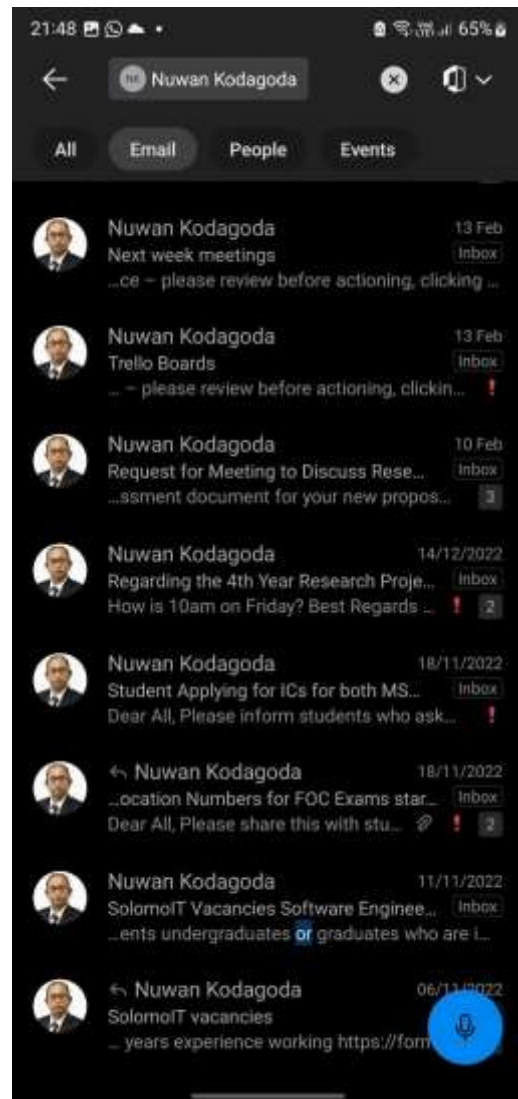 21:48 65%
NK Nuwan Kodagoda
All Email People Events
Nuwan Kodagoda 13 Feb
Next week meetings Inbox
...ce – please review before actioning, clicking ...
Nuwan Kodagoda 13 Feb
Trello Boards Inbox
... – please review before actioning, clickin... !
Nuwan Kodagoda 10 Feb
Request for Meeting to Discuss Rese... Inbox
...ssment document for your new propos... 3
Nuwan Kodagoda 14/12/2022
Regarding the 4th Year Research Proje... Inbox
How is 10am on Friday? Best Regards ... ! 2
Nuwan Kodagoda 18/11/2022
Student Applying for ICs for both MS... Inbox
Dear All, Please inform students who ask... !
Nuwan Kodagoda 18/11/2022
...ocation Numbers for FOC Exams star... Inbox
Dear All, Please share this with stu... ! 2
Nuwan Kodagoda 11/11/2022
SolomoIT Vacancies Software Enginee... Inbox
...ents undergraduates or graduates who are i...
Nuwan Kodagoda 06/11/2022
SolomoIT vacancies
... years experience working https://form